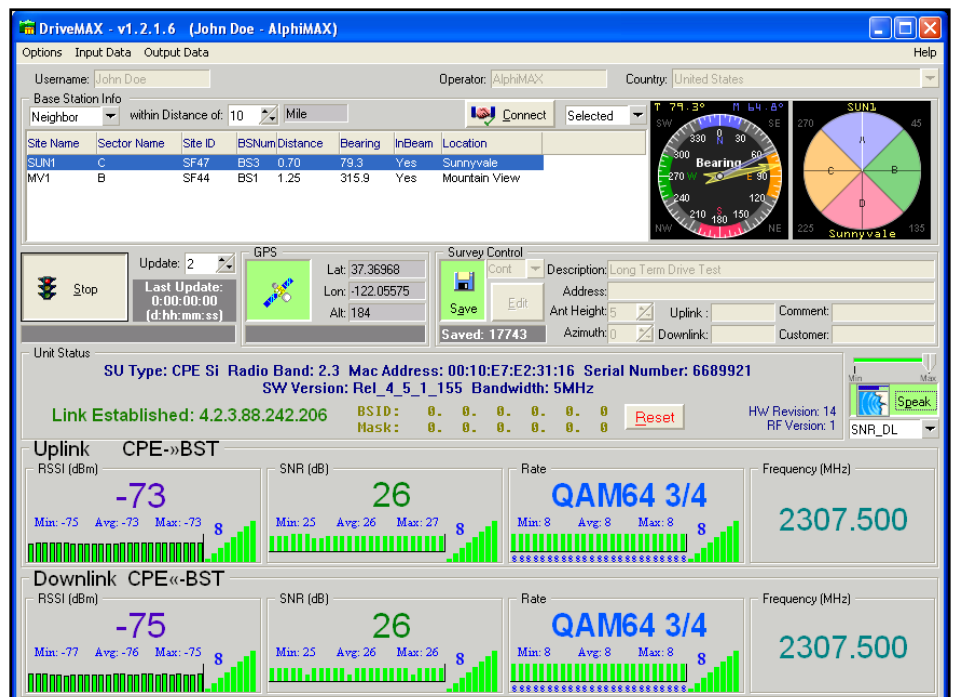 DriveMAX - v1.2.1.6 (John Doe - AlphiMAX)
Options Input Data Output Data Help
Username: John Doe Operator: AlphiMAX Country: United States
Base Station Info
Neighbor within Distance of: 10 Mile Connect Selected
Site Name Sector Name Site ID BSNum Distance Bearing InBeam Location
SUN1 C SF47 BS3 0.70 79.3 Yes Sunnyvale
MV1 B SF44 BS1 1.25 315.9 Yes Mountain View
T 79.3° M 64.8°
SW SE
330 0 N 30
300 60
Bearing
270 W E 90
240 120
210 S 180 150
NW NE
SUN1
270 45
A
C B
D
225 135
Sunnyvale
Stop
Update: 2
Last Update:
0:00:00:00
(d:hh:mm:ss)
GPS
Lat: 37.36968
Lon: -122.05575
Alt: 184
Survey Control
Save Cont Edit
Saved: 17743
Description: Long Term Drive Test
Address:
Ant Height: 5 Uplink : Comment:
Azimuth: 0 Downlink: Customer:
Unit Status
SU Type: CPE Si Radio Band: 2.3 Mac Address: 00:10:E7:E2:31:16 Serial Number: 6689921
SW Version: Rel_4_5_1_155 Bandwidth: 5MHz
Link Established: 4.2.3.88.242.206
BSID: 0. 0. 0. 0. 0. 0
Mask: 0. 0. 0. 0. 0. 0
Reset
HW Revision: 14
RF Version: 1
Min Max
Speak
SNR_DL
Uplink CPE-»BST
RSSI (dBm) SNR (dB) Rate Frequency (MHz)
-73 26 QAM64 3/4 2307.500
Min: -75 Avg: -73 Max: -73 8 Min: 25 Avg: 26 Max: 27 8 Min: 8 Avg: 8 Max: 8 8
Downlink CPE«-BST
RSSI (dBm) SNR (dB) Rate Frequency (MHz)
-75 26 QAM64 3/4 2307.500
Min: -77 Avg: -76 Max: -75 8 Min: 25 Avg: 26 Max: 26 8 Min: 8 Avg: 8 Max: 8 8